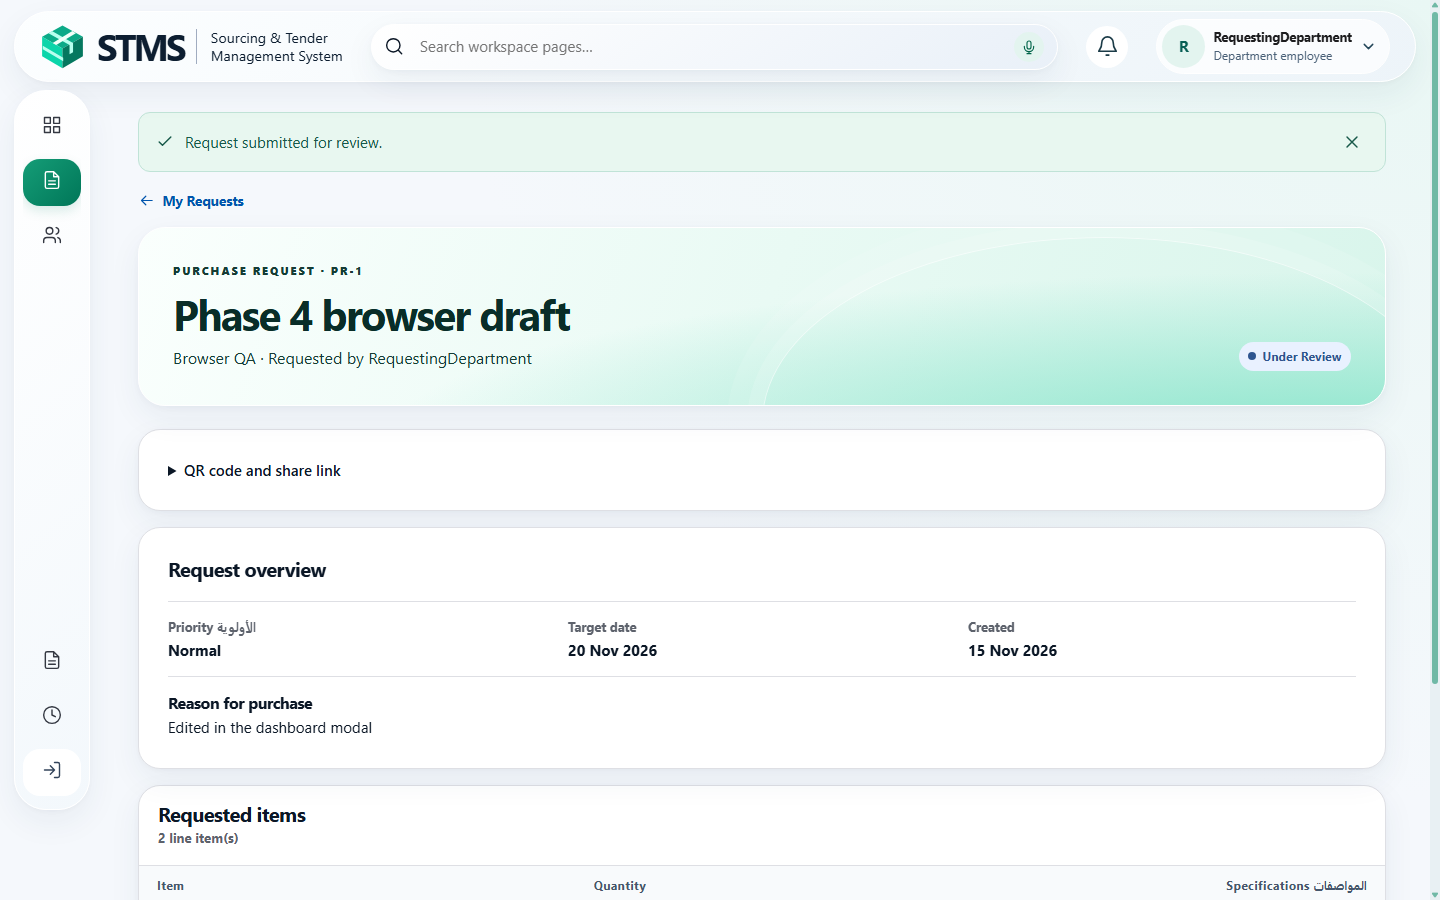 STMS
Sourcing & Tender
Management System
Search workspace pages...
R
RequestingDepartment
Department employee
Request submitted for review.
My Requests
PURCHASE REQUEST · PR-1
Phase 4 browser draft
Browser QA · Requested by RequestingDepartment
Under Review
QR code and share link
Request overview
Priority الأولوية
Normal
Target date
20 Nov 2026
Created
15 Nov 2026
Reason for purchase
Edited in the dashboard modal
Requested items
2 line item(s)
Item
Quantity
Specifications المواصفات